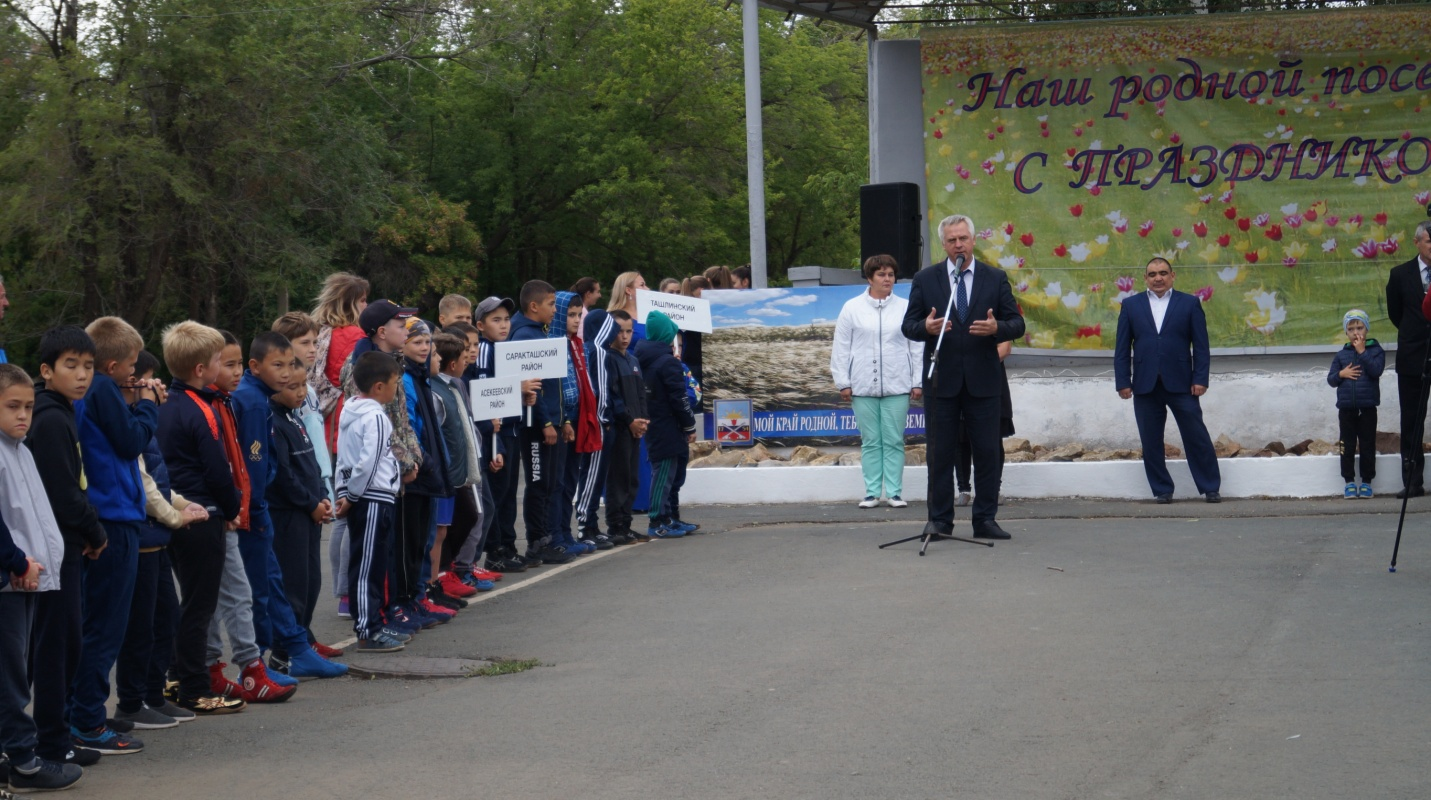 Наш родной посе
С ПРАЗДНИКО
ТАШЛИНСКИЙ
РАЙОН
САРАКТАШСКИЙ
РАЙОН
АСЕКЕЕВСКИЙ
РАЙОН
МОЙ КРАЙ РОДНОЙ, ТЕБ
RUSSIA